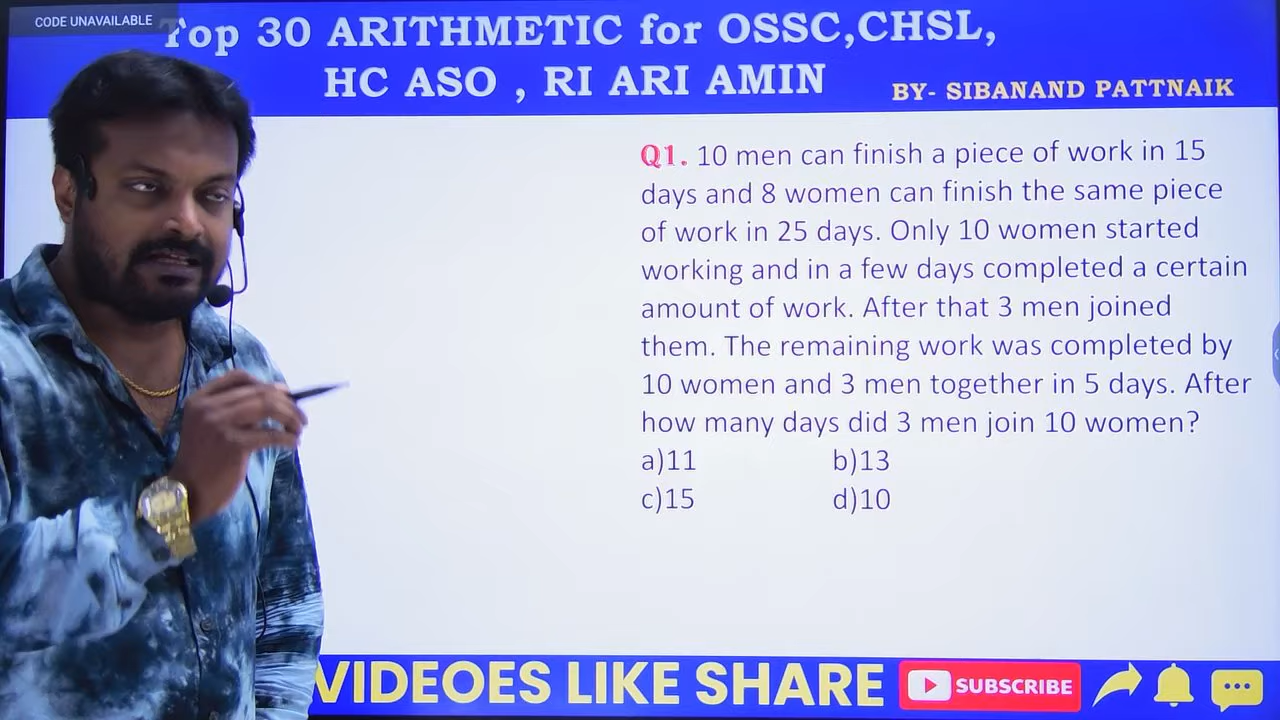 CODE UNAVAILABLE
Top 30 ARITHMETIC for OSSC,CHSL,
HC ASO , RI ARI AMIN
BY- SIBANAND PATTNAIK
Q1. 10 men can finish a piece of work in 15
days and 8 women can finish the same piece
of work in 25 days. Only 10 women started
working and in a few days completed a certain
amount of work. After that 3 men joined
them. The remaining work was completed by
10 women and 3 men together in 5 days. After
how many days did 3 men join 10 women?
a)11 b)13
c)15 d)10
VIDEOES LIKE SHARE SUBSCRIBE